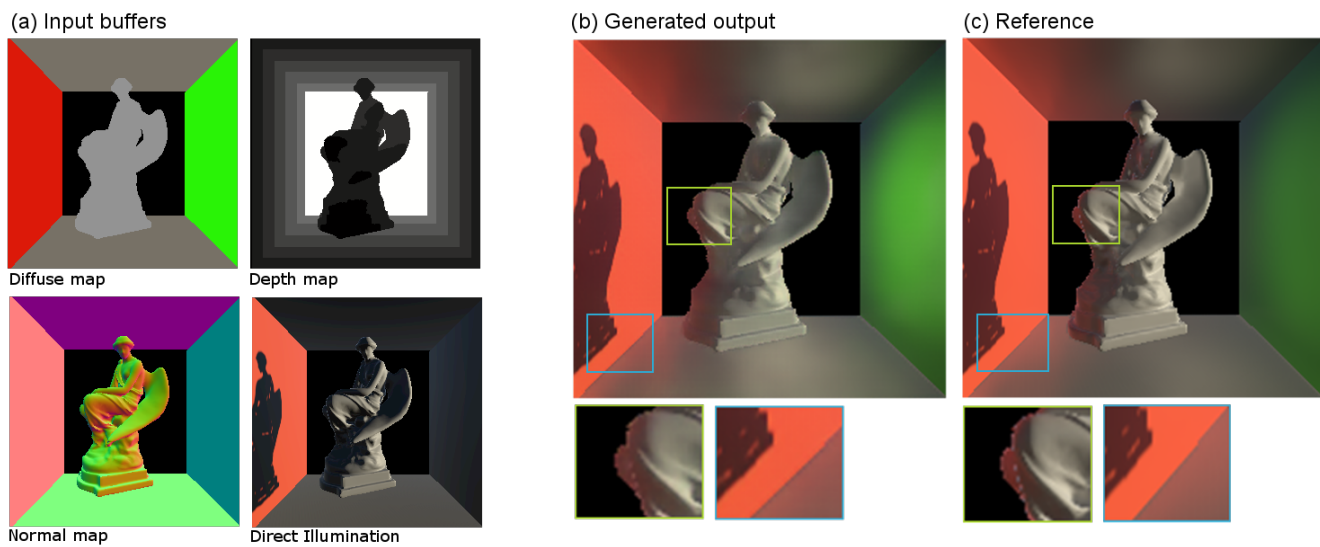 (a) Input buffers
(b) Generated output
(c) Reference
Diffuse map
Depth map
Normal map
Direct Illumination